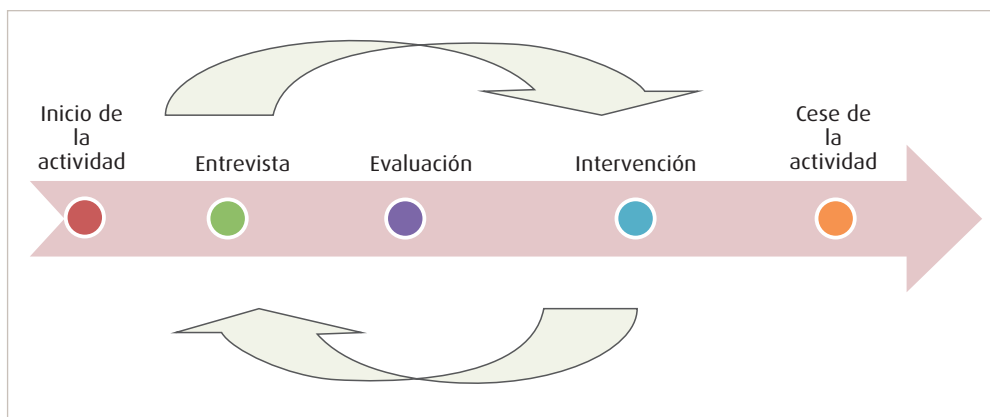 Inicio de
la
actividad
Entrevista
Evaluación
Intervención
Cese de
la
actividad